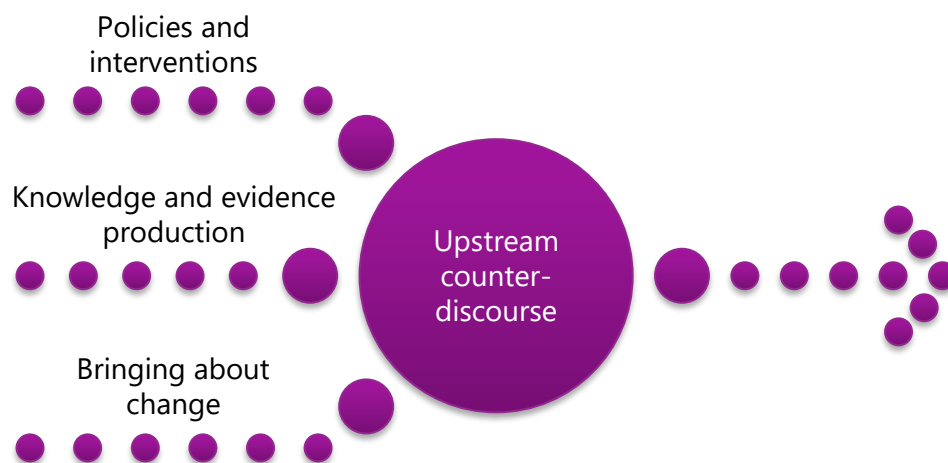 Policies and
interventions
Knowledge and evidence
production
Bringing about
change
Upstream
counter-
discourse